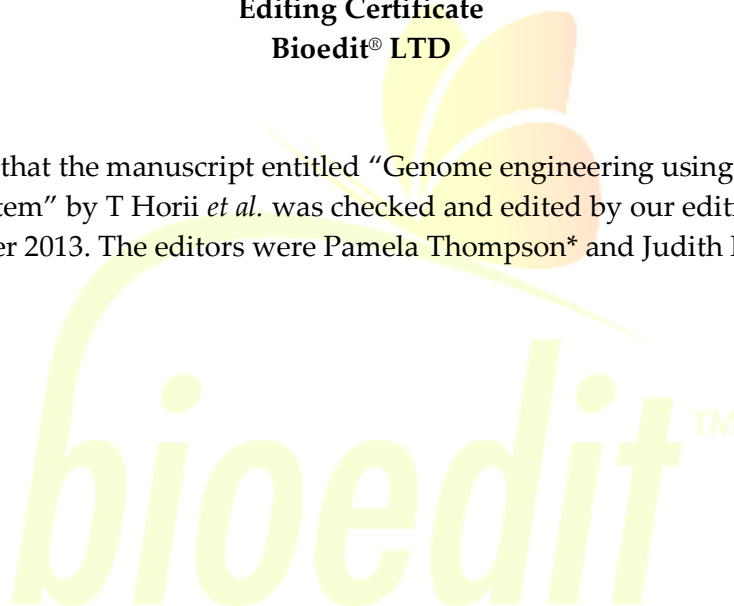 Editing Certificate
Bioedit® LTD
that the manuscript entitled “Genome engineering using
tem” by T Horii et al. was checked and edited by our edit
er 2013. The editors were Pamela Thompson* and Judith
bioedit™